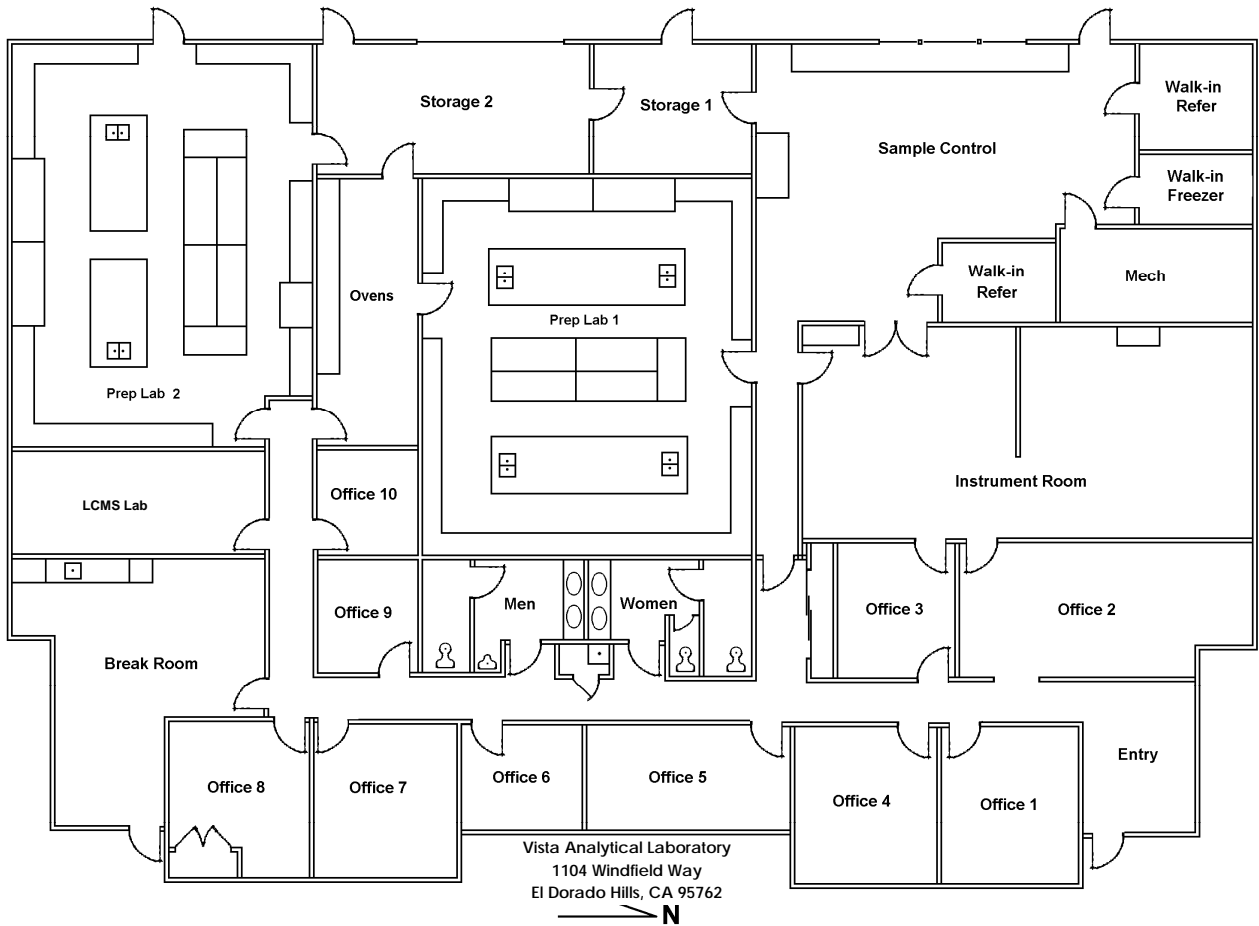 Walk-in
Refer
Storage 2
Storage 1
Sample Control
Walk-in
Freezer
Walk-in
Refer
Mech
Ovens
Prep Lab 1
Prep Lab 2
Instrument Room
Office 10
LCMS Lab
Office 9
Men
Women
Office 3
Office 2
Break Room
Entry
Office 8
Office 7
Office 6
Office 5
Office 4
Office 1
Vista Analytical Laboratory
1104 Windfield Way
El Dorado Hills, CA 95762
N